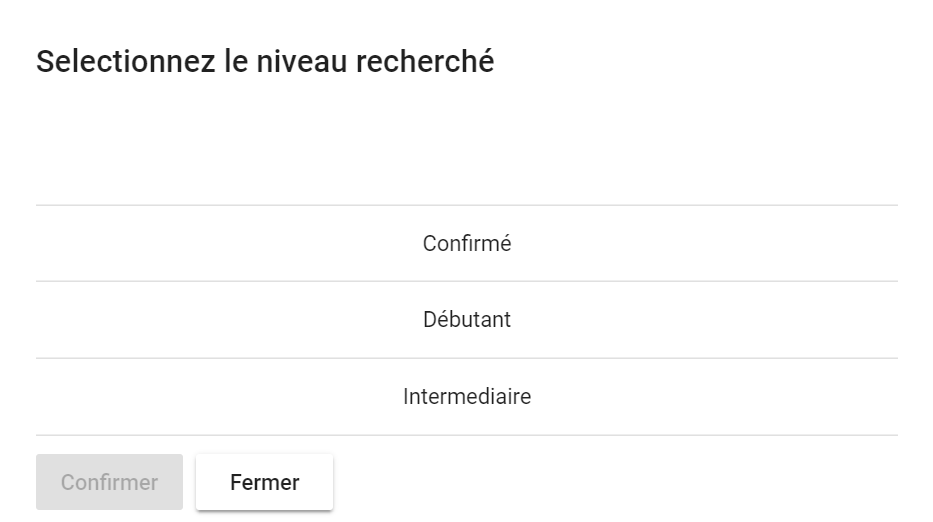 Selectionnez le niveau recherché
Confirmé
Débutant
Intermediaire
Confirmer
Fermer